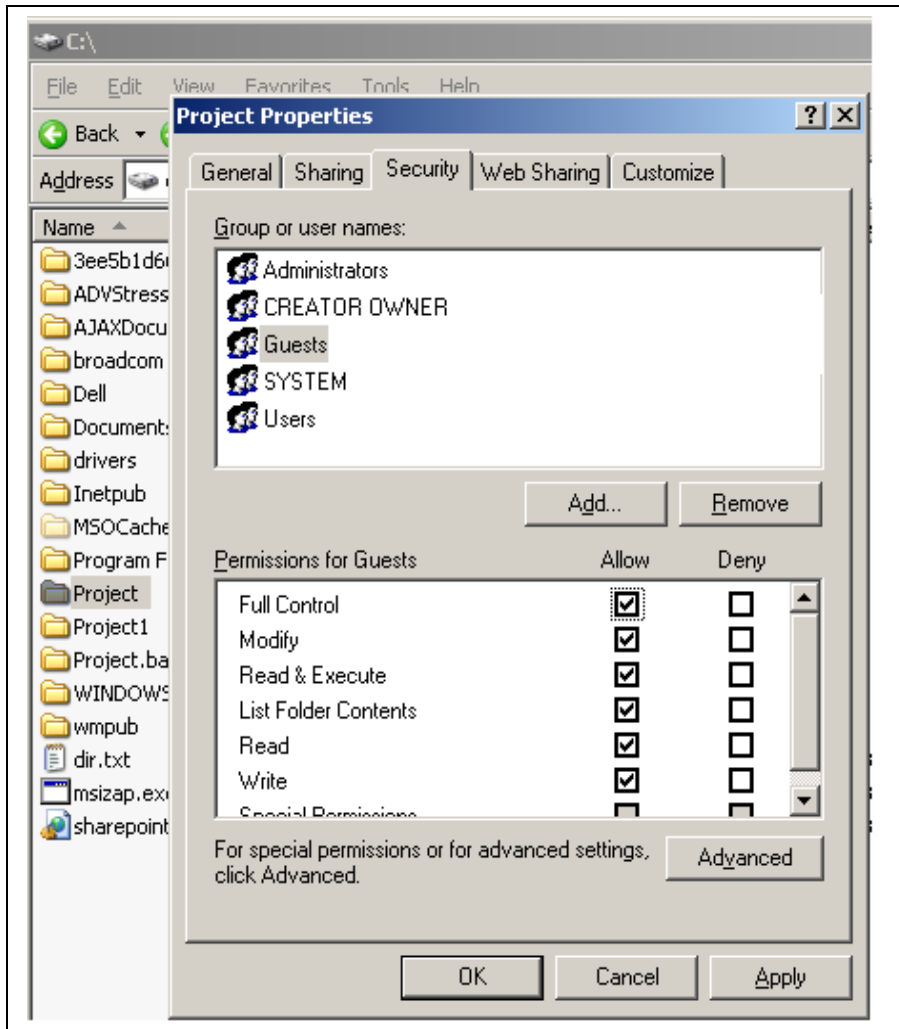 C:\
File Edit View Favorites Tools Help
Project Properties
Back
Address
General Sharing Security Web Sharing Customize
Name
Group or user names:
3ee5b1d6
Administrators
ADVStress
CREATOR OWNER
AJAXDocu
Guests
broadcom
SYSTEM
Dell
Users
Document
drivers
Inetpub
Add... Remove
MSOCache
Program F
Permissions for Guests Allow Deny
Project
Full Control
Project1
Modify
Project.ba
Read & Execute
WINDOWS
List Folder Contents
wmpub
Read
dir.txt
Write
msizap.ex
Special Permissions
sharepoint
For special permissions or for advanced settings,
click Advanced.
Advanced
OK Cancel Apply